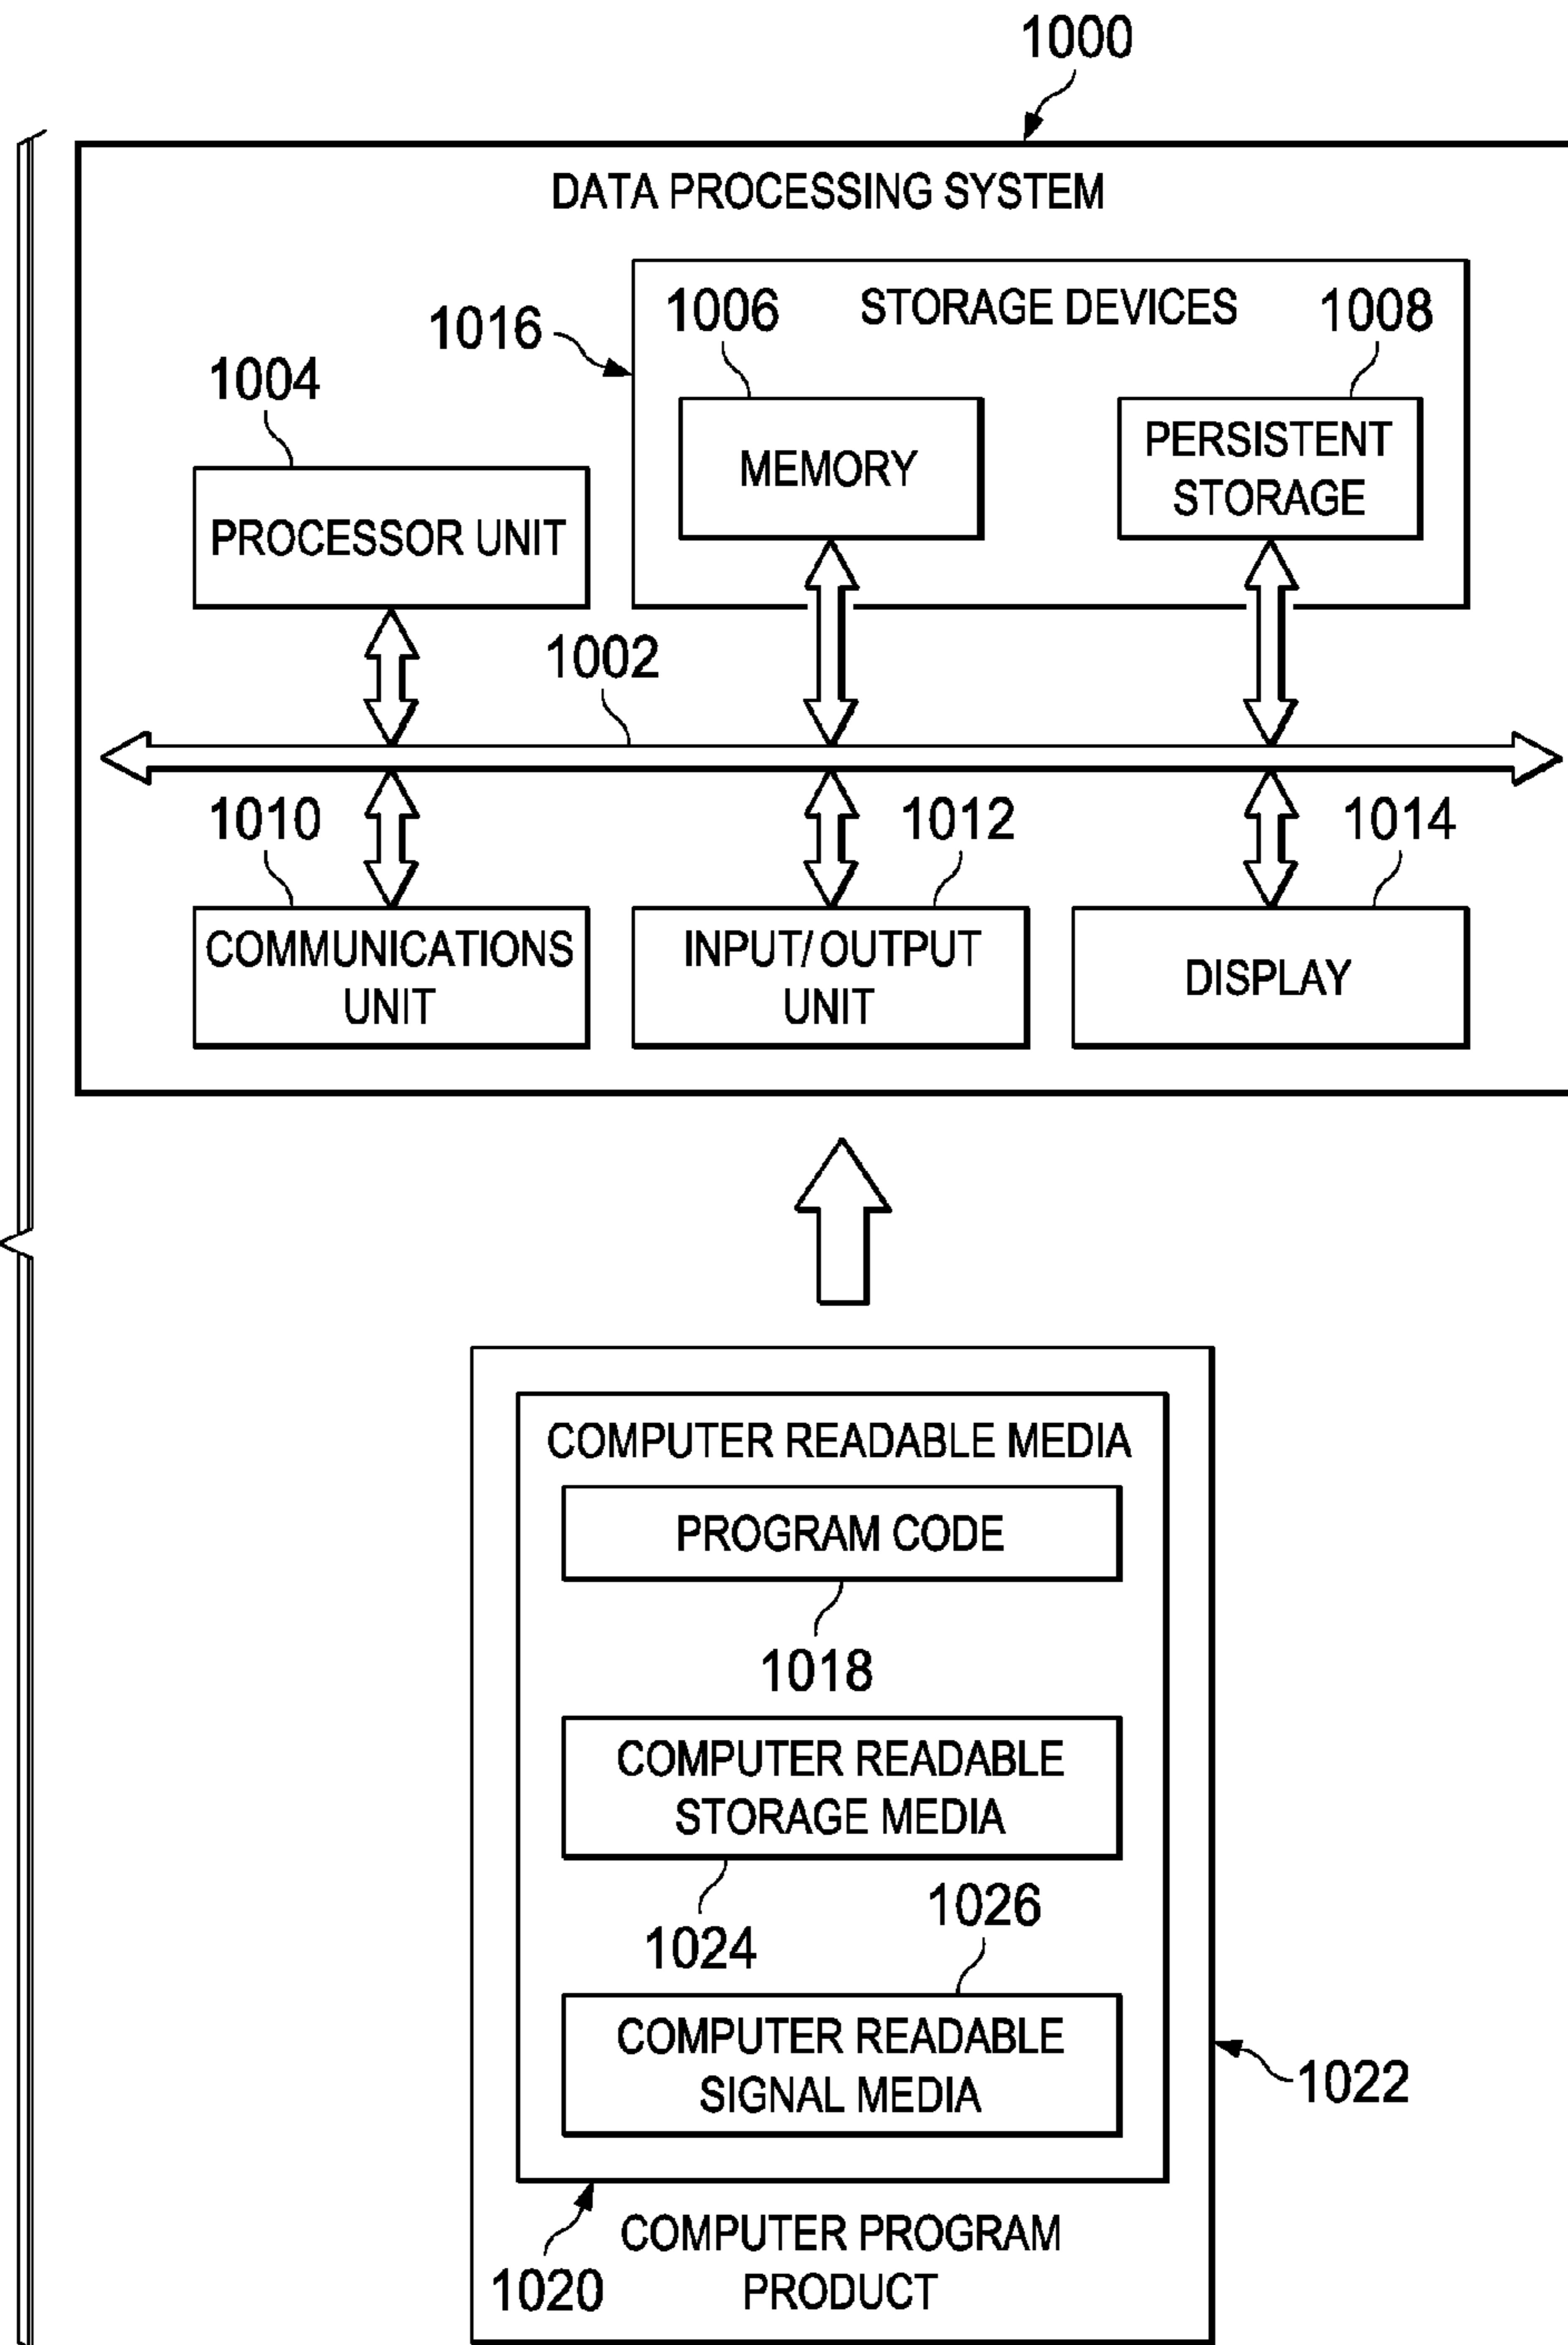 1000
DATA PROCESSING SYSTEM
1006
STORAGE DEVICES
1008
1016
1004
MEMORY
PERSISTENT
STORAGE
PROCESSOR UNIT
1002
1010
1012
1014
COMMUNICATIONS
UNIT
INPUT/OUTPUT
UNIT
DISPLAY
COMPUTER READABLE MEDIA
PROGRAM CODE
1018
COMPUTER READABLE
STORAGE MEDIA
1024
1026
COMPUTER READABLE
SIGNAL MEDIA
1022
1020
COMPUTER PROGRAM
PRODUCT